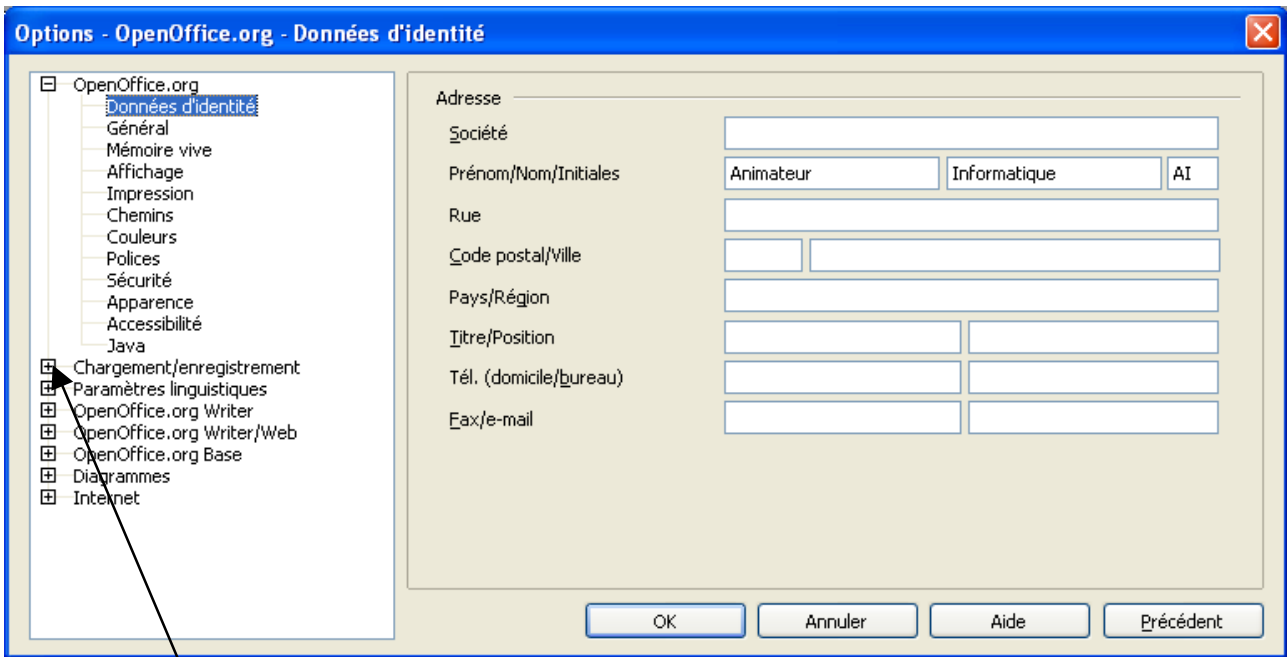 Options - OpenOffice.org - Données d'identité
OpenOffice.org
Données d'identité
Général
Mémoire vive
Affichage
Impression
Chemins
Couleurs
Polices
Sécurité
Apparence
Accessibilité
Java
Chargement/enregistrement
Paramètres linguistiques
OpenOffice.org Writer
OpenOffice.org Writer/Web
OpenOffice.org Base
Diagrammes
Internet
Adresse
Société
Prénom/Nom/Initiales Animateur Informatique AI
Rue
Code postal/Ville
Pays/Région
Titre/Position
Tél. (domicile/bureau)
Fax/e-mail
OK Annuler Aide Précédent